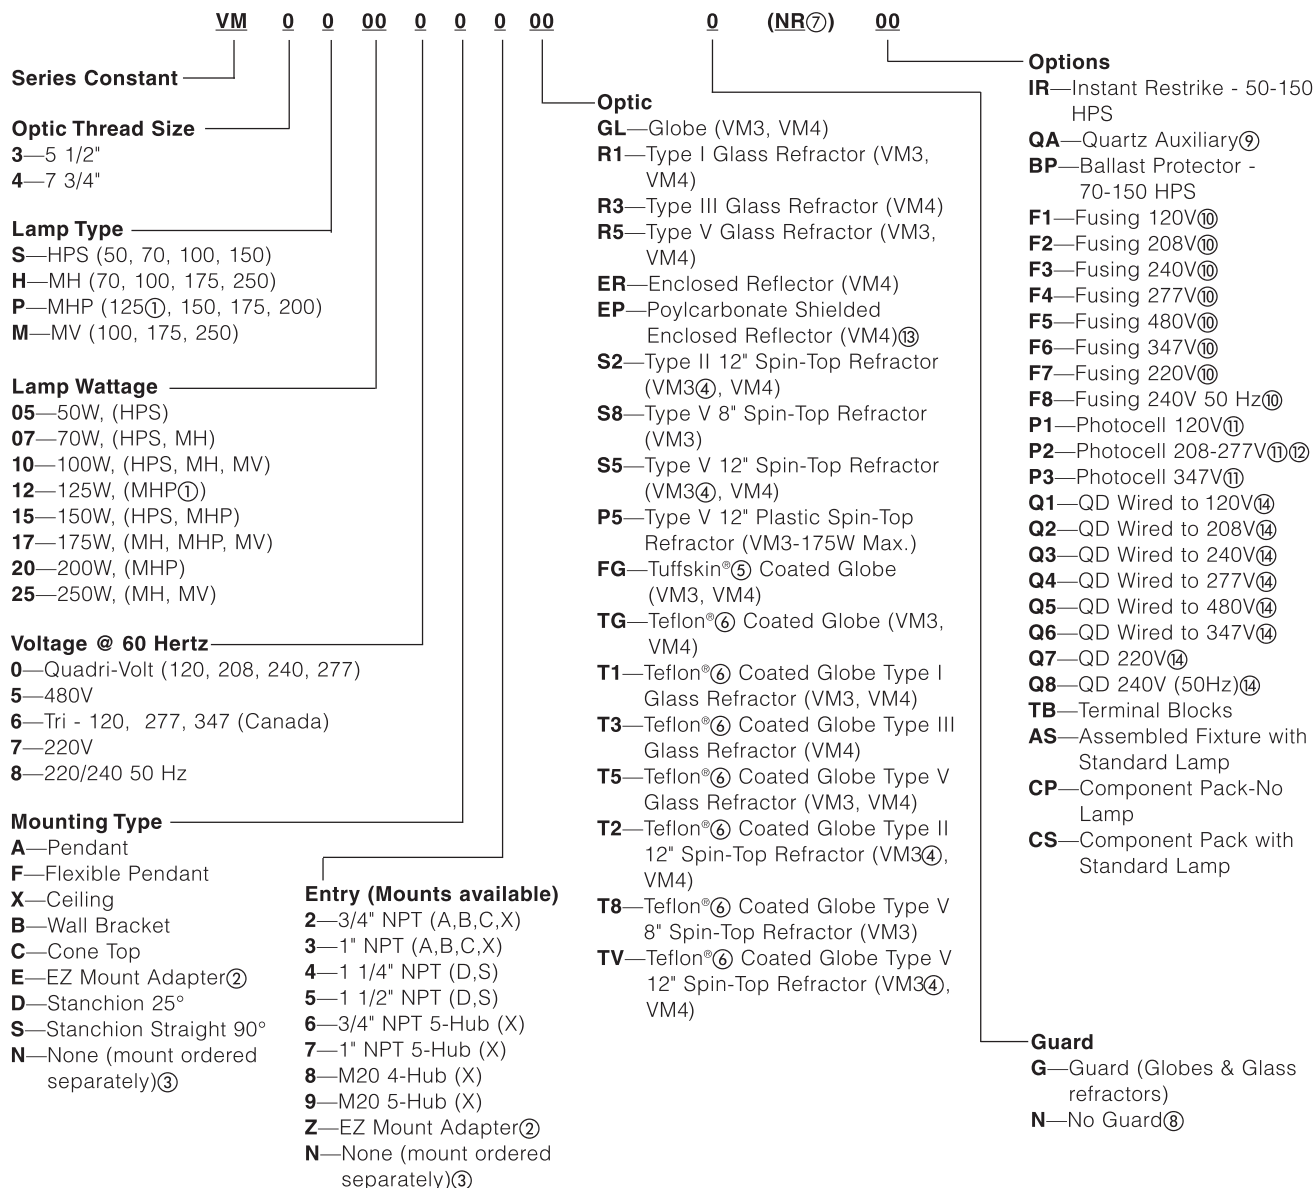 VM 0 0 00 0 0 0 00 0 (NR⑦) 00
Series Constant
Optic Thread Size
3—5 1/2"
4—7 3/4"
Lamp Type
S—HPS (50, 70, 100, 150)
H—MH (70, 100, 175, 250)
P—MHP (125①, 150, 175, 200)
M—MV (100, 175, 250)
Lamp Wattage
05—50W, (HPS)
07—70W, (HPS, MH)
10—100W, (HPS, MH, MV)
12—125W, (MHP①)
15—150W, (HPS, MHP)
17—175W, (MH, MHP, MV)
20—200W, (MHP)
25—250W, (MH, MV)
Voltage @ 60 Hertz
0—Quadri-Volt (120, 208, 240, 277)
5—480V
6—Tri - 120, 277, 347 (Canada)
7—220V
8—220/240 50 Hz
Mounting Type
A—Pendant
F—Flexible Pendant
X—Ceiling
B—Wall Bracket
C—Cone Top
E—EZ Mount Adapter②
D—Stanchion 25°
S—Stanchion Straight 90°
N—None (mount ordered
separately)③
Entry (Mounts available)
2—3/4" NPT (A,B,C,X)
3—1" NPT (A,B,C,X)
4—1 1/4" NPT (D,S)
5—1 1/2" NPT (D,S)
6—3/4" NPT 5-Hub (X)
7—1" NPT 5-Hub (X)
8—M20 4-Hub (X)
9—M20 5-Hub (X)
Z—EZ Mount Adapter②
N—None (mount ordered
separately)③
Optic
GL—Globe (VM3, VM4)
R1—Type I Glass Refractor (VM3,
VM4)
R3—Type III Glass Refractor (VM4)
R5—Type V Glass Refractor (VM3,
VM4)
ER—Enclosed Reflector (VM4)
EP—Poylcarbonate Shielded
Enclosed Reflector (VM4)⑬
S2—Type II 12" Spin-Top Refractor
(VM3④, VM4)
S8—Type V 8" Spin-Top Refractor
(VM3)
S5—Type V 12" Spin-Top Refractor
(VM3④, VM4)
P5—Type V 12" Plastic Spin-Top
Refractor (VM3-175W Max.)
FG—Tuffskin®⑤ Coated Globe
(VM3, VM4)
TG—Teflon®⑥ Coated Globe (VM3,
VM4)
T1—Teflon®⑥ Coated Globe Type I
Glass Refractor (VM3, VM4)
T3—Teflon®⑥ Coated Globe Type III
Glass Refractor (VM4)
T5—Teflon®⑥ Coated Globe Type V
Glass Refractor (VM3, VM4)
T2—Teflon®⑥ Coated Globe Type II
12" Spin-Top Refractor (VM3④,
VM4)
T8—Teflon®⑥ Coated Globe Type V
8" Spin-Top Refractor (VM3)
TV—Teflon®⑥ Coated Globe Type V
12" Spin-Top Refractor (VM3④,
VM4)
Options
IR—Instant Restrike - 50-150
HPS
QA—Quartz Auxiliary⑨
BP—Ballast Protector -
70-150 HPS
F1—Fusing 120V⑩
F2—Fusing 208V⑩
F3—Fusing 240V⑩
F4—Fusing 277V⑩
F5—Fusing 480V⑩
F6—Fusing 347V⑩
F7—Fusing 220V⑩
F8—Fusing 240V 50 Hz⑩
P1—Photocell 120V⑪
P2—Photocell 208-277V⑪⑫
P3—Photocell 347V⑪
Q1—QD Wired to 120V⑭
Q2—QD Wired to 208V⑭
Q3—QD Wired to 240V⑭
Q4—QD Wired to 277V⑭
Q5—QD Wired to 480V⑭
Q6—QD Wired to 347V⑭
Q7—QD 220V⑭
Q8—QD 240V (50Hz)⑭
TB—Terminal Blocks
AS—Assembled Fixture with
Standard Lamp
CP—Component Pack-No
Lamp
CS—Component Pack with
Standard Lamp
Guard
G—Guard (Globes & Glass
refractors)
N—No Guard⑧